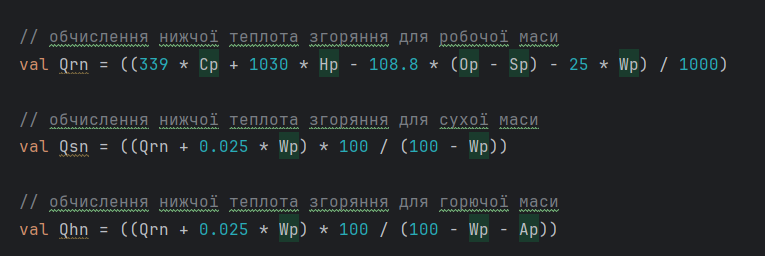 // обчислення нижчої теплота згоряння для робочої маси
val Qrn = ((339 * Cp + 1030 * Hp - 108.8 * (Op - Sp) - 25 * Wp) / 1000)
// обчислення нижчої теплота згоряння для сухої маси
val Qsn = ((Qrn + 0.025 * Wp) * 100 / (100 - Wp))
// обчислення нижчої теплота згоряння для горючої маси
val Qhn = ((Qrn + 0.025 * Wp) * 100 / (100 - Wp - Ap))